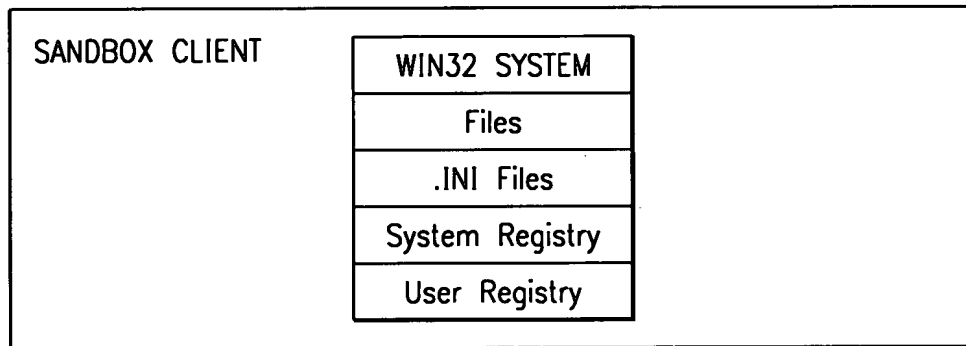 SANDBOX CLIENT
WIN32 SYSTEM
Files
.INI Files
System Registry
User Registry